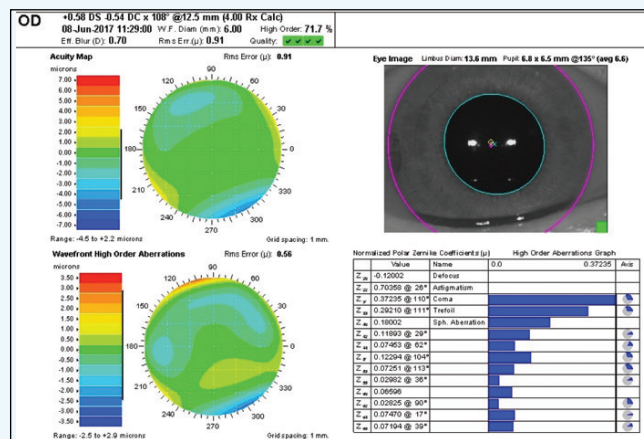 OD
+0.58 DS -0.54 DC x 108° @12.5 mm (4.00 Rx Calc)
08-Jun-2017 11:29:00 W.F. Diam (mm): 6.00 High Order: 71.7 %
Eff. Blur (D): 0.70 Rms Err.(µ): 0.91 Quality:
Acuity Map Rms Error (µ): 0.91
microns
7.00
6.00
5.00
4.00
3.00
2.00
1.00
0.00
-1.00
-2.00
-3.00
-4.00
-5.00
-6.00
-7.00
90
60
30
0
330
300
270
240
210
180
150
120
Range: -4.5 to +2.2 microns Grid spacing: 1 mm.
Eye Image Limbus Diam: 13.6 mm Pupil: 6.8 x 6.5 mm @135° (avg 6.6)
Wavefront High Order Aberrations Rms Error (µ): 0.56
microns
3.50
3.00
2.50
2.00
1.50
1.00
0.50
0.00
-0.50
-1.00
-1.50
-2.00
-2.50
-3.00
-3.50
90
60
30
0
330
300
270
240
210
180
150
120
Range: -2.5 to +2.9 microns Grid spacing: 1 mm.
Normalized Polar Zernike Coefficients (µ) High Order Aberrations Graph
Value Name 0.0 0.37235 Axis
Z -0.12002 Defocus
Z 0.70358 @ 26° Astigmatism
Z 0.37235 @ 110° Coma
Z 0.29210 @ 111° Trefoil
Z 0.18002 Sph. Aberration
Z 0.11893 @ 29°
Z 0.07453 @ 62°
Z 0.12294 @ 104°
Z 0.07251 @ 113°
Z 0.02982 @ 36°
Z 0.06596
Z 0.02825 @ 90°
Z 0.07470 @ 17°
Z 0.07194 @ 39°